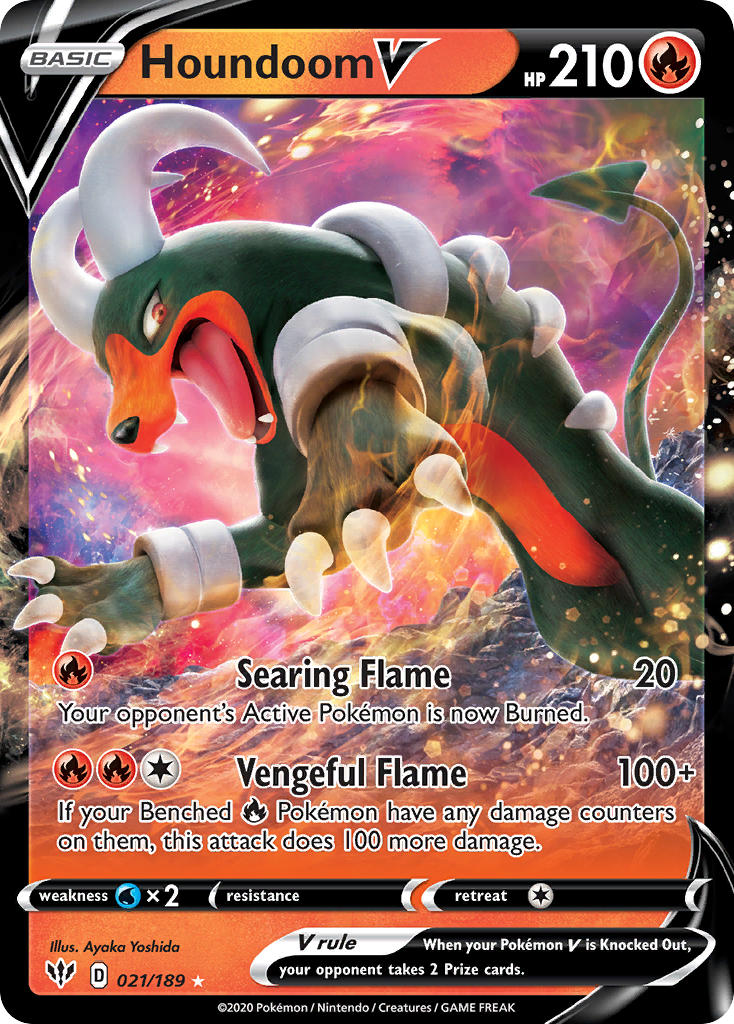 BASIC Houndoom V HP 210
Searing Flame 20
Your opponent's Active Pokémon is now Burned.
Vengeful Flame 100+
If your Benched Pokémon have any damage counters
on them, this attack does 100 more damage.
weakness ×2 resistance retreat
Illus. Ayaka Yoshida
V rule When your Pokémon V is Knocked Out,
your opponent takes 2 Prize cards.
D 021/189
©2020 Pokémon / Nintendo / Creatures / GAME FREAK